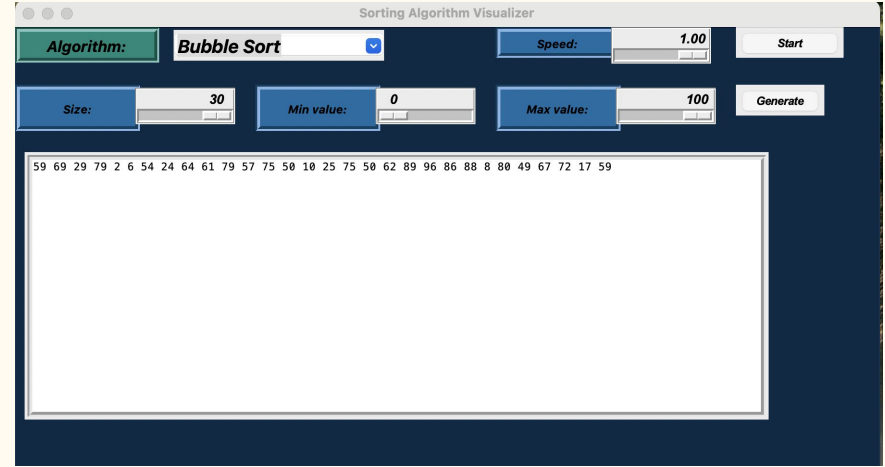 Sorting Algorithm Visualizer
Algorithm: Bubble Sort Speed: 1.00 Start
Size: 30 Min value: 0 Max value: 100 Generate
59 69 29 79 2 6 54 24 64 61 79 57 75 50 10 25 75 50 62 89 96 86 88 8 80 49 67 72 17 59